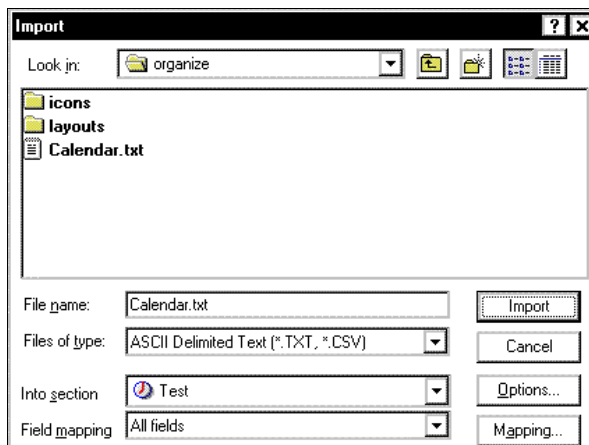 Import
Look in: organize
icons
layouts
Calendar.txt
File name: Calendar.txt Import
Files of type: ASCII Delimited Text (*.TXT, *.CSV) Cancel
Into section Test Options...
Field mapping All fields Mapping...